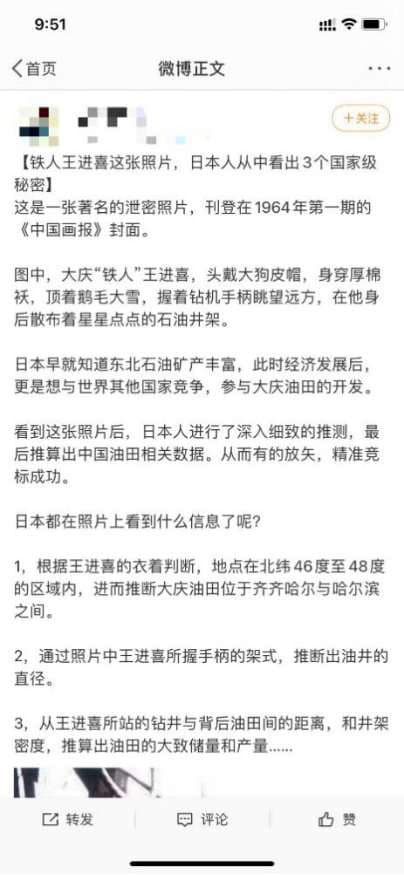 9:51
首页
微博正文
+关注
【铁人王进喜这张照片，日本人从中看出3个国家级
秘密】
这是一张著名的泄密照片，刊登在1964年第一期的
《中国画报》封面。
图中，大庆“铁人”王进喜，头戴大狗皮帽，身穿厚棉
袄，顶着鹅毛大雪，握着钻机手柄眺望远方，在他身
后散布着星星点点的石油井架。
日本早就知道东北石油矿产丰富，此时经济发展后，
更是想与世界其他国家竞争，参与大庆油田的开发。
看到这张照片后，日本人进行了深入细致的推测，最
后推算出中国油田相关数据。从而有的放矢，精准竞
标成功。
日本都在照片上看到什么信息了呢？
1，根据王进喜的衣着判断，地点在北纬46度至48度
的区域内，进而推断大庆油田位于齐齐哈尔与哈尔滨
之间。
2，通过照片中王进喜所握手柄的架式，推断出油井的
直径。
3，从王进喜所站的钻井与背后油田间的距离，和井架
密度，推算出油田的大致储量和产量......
转发
评论
赞